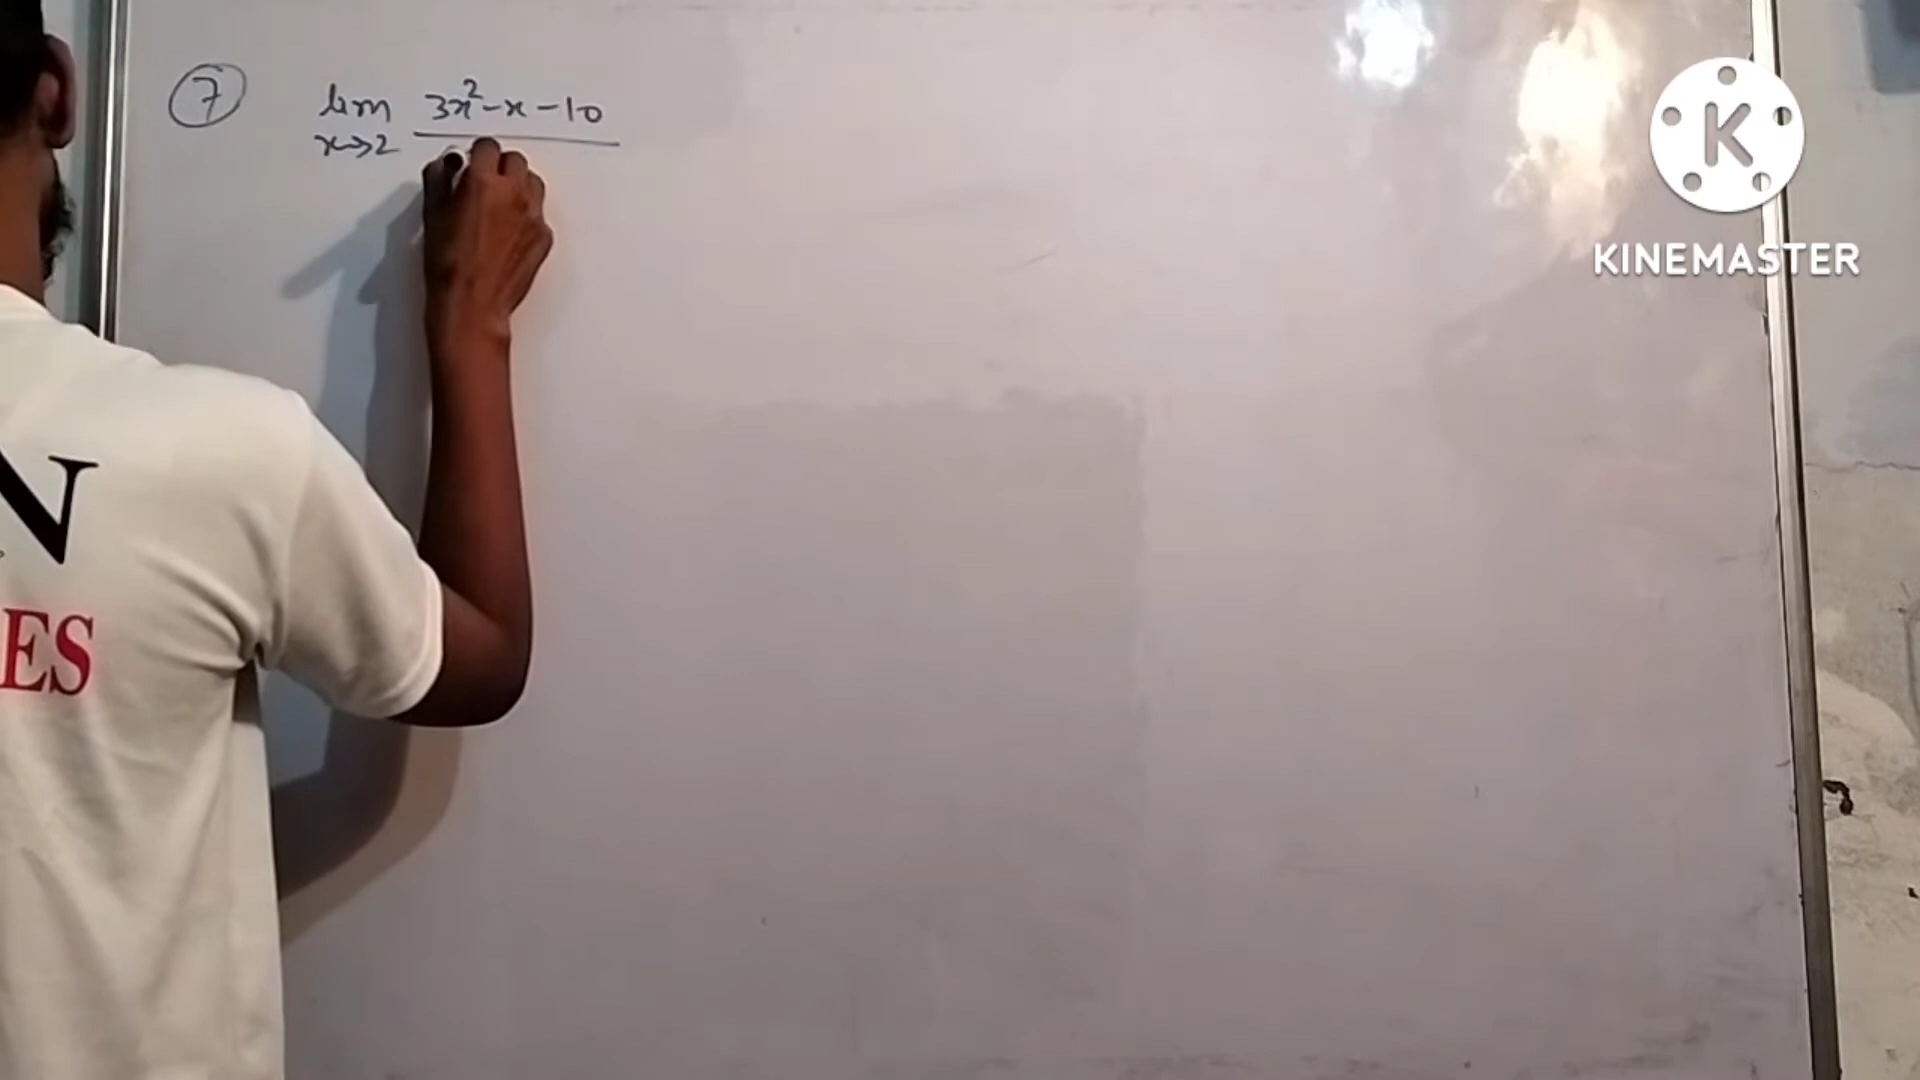 7 lim 3x² - x - 10
x→2
K
KINEMASTER
N
ES